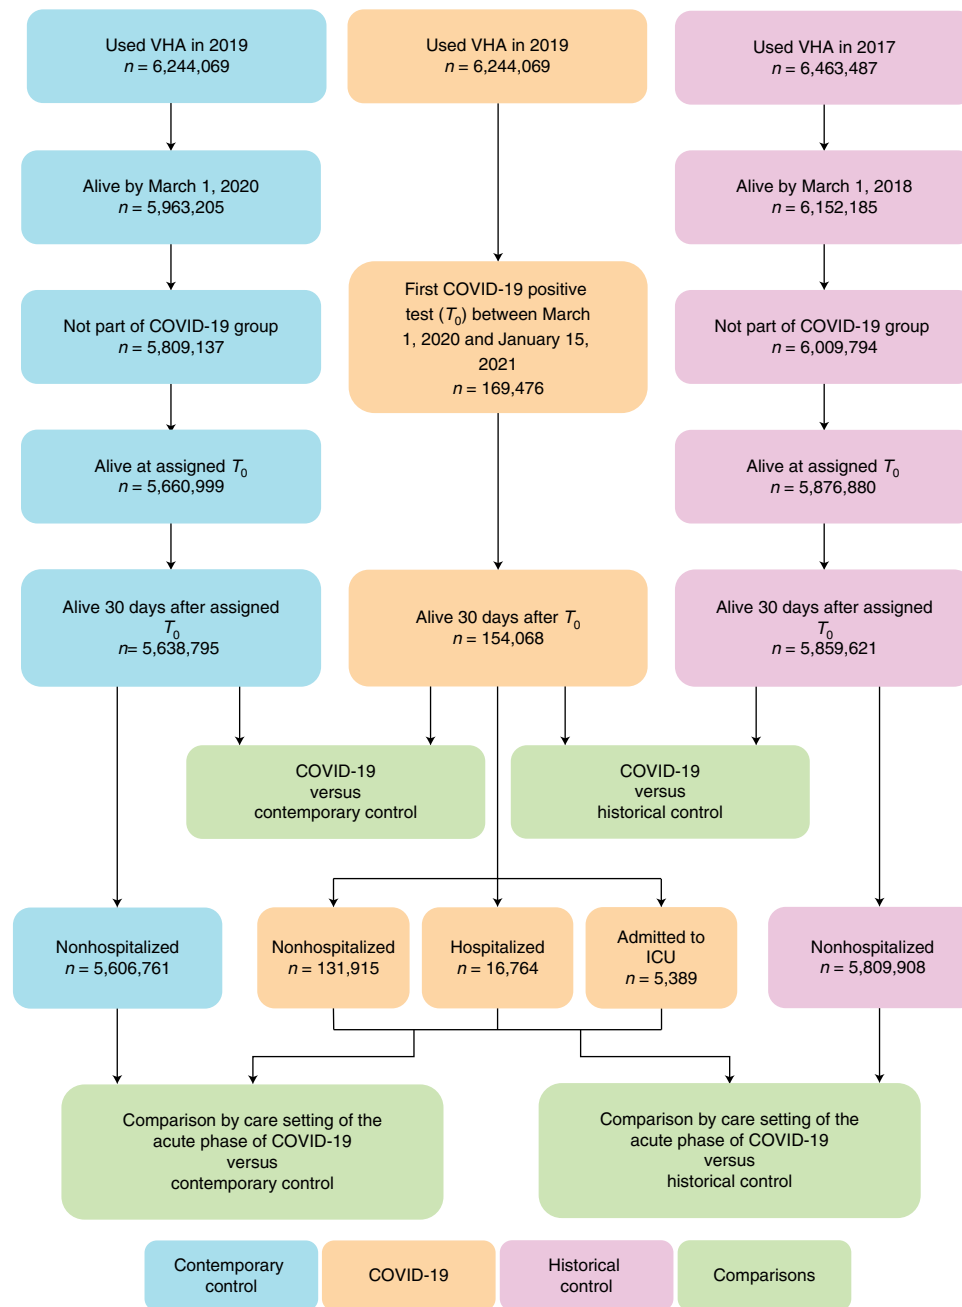 Used VHA in 2019
n = 6,244,069
Used VHA in 2019
n = 6,244,069
Used VHA in 2017
n = 6,463,487
Alive by March 1, 2020
n = 5,963,205
Alive by March 1, 2018
n = 6,152,185
First COVID-19 positive
test (T0) between March
1, 2020 and January 15,
2021
n = 169,476
Not part of COVID-19 group
n = 5,809,137
Not part of COVID-19 group
n = 6,009,794
Alive at assigned T0
n = 5,660,999
Alive at assigned T0
n = 5,876,880
Alive 30 days after assigned
T0
n= 5,638,795
Alive 30 days after T0
n = 154,068
Alive 30 days after assigned
T0
n = 5,859,621
COVID-19
versus
contemporary control
COVID-19
versus
historical control
Nonhospitalized
n = 5,606,761
Nonhospitalized
n = 131,915
Hospitalized
n = 16,764
Admitted to
ICU
n = 5,389
Nonhospitalized
n = 5,809,908
Comparison by care setting of the
acute phase of COVID-19
versus
contemporary control
Comparison by care setting of the
acute phase of COVID-19
versus
historical control
Contemporary
control
COVID-19
Historical
control
Comparisons